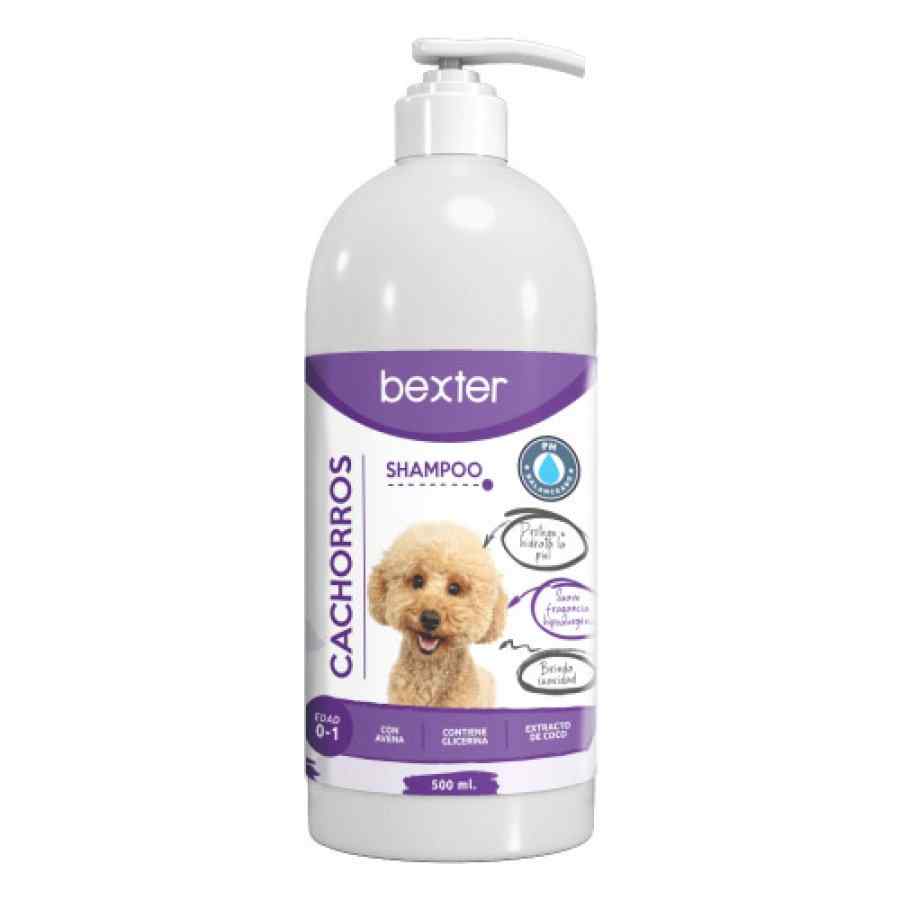 bexter
CACHORROS
SHAMPOO
PH
BALANCEADO
Protege e
hidrata la
piel
Suave
fragancia
Brinda
suavidad
EDAD
0-1
CON
AVENA
CONTIENE
GLICERINA
EXTRACTO
DE COCO
500 ml.